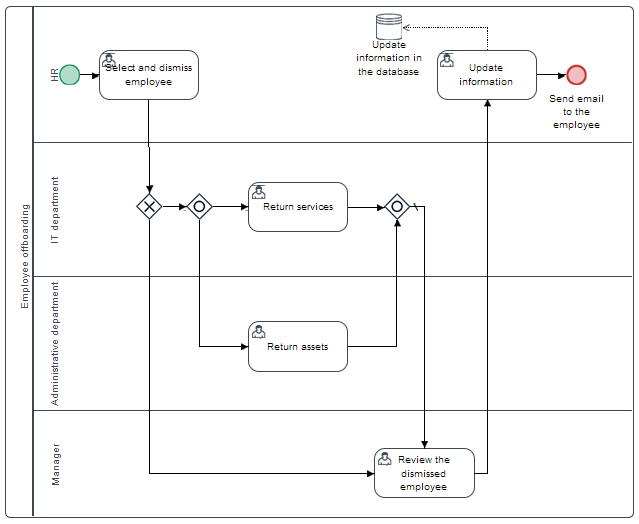 Employee offboarding
HR
IT department
Administrative department
Manager
Select and dismiss
employee
Update
information in
the database
Update
information
Send email
to the
employee
Return services
Return assets
Review the
dismissed
employee